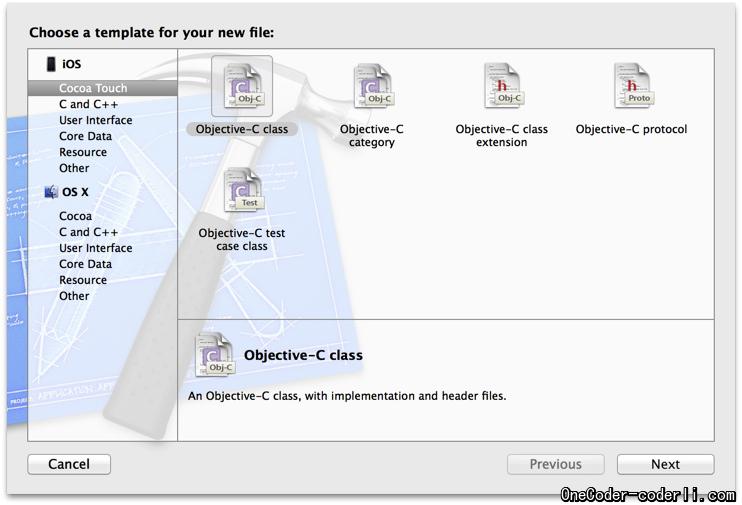 Choose a template for your new file:
iOS
Cocoa Touch
C and C++
User Interface
Core Data
Resource
Other
OS X
Cocoa
C and C++
User Interface
Core Data
Resource
Other
Obj-C
Objective-C class
Obj-C
Objective-C
category
Obj-C
Objective-C class
extension
Proto
Objective-C protocol
Test
Objective-C test
case class
Obj-C
Objective-C class
An Objective-C class, with implementation and header files.
Cancel
Previous
Next
OneCoder-coderli.com